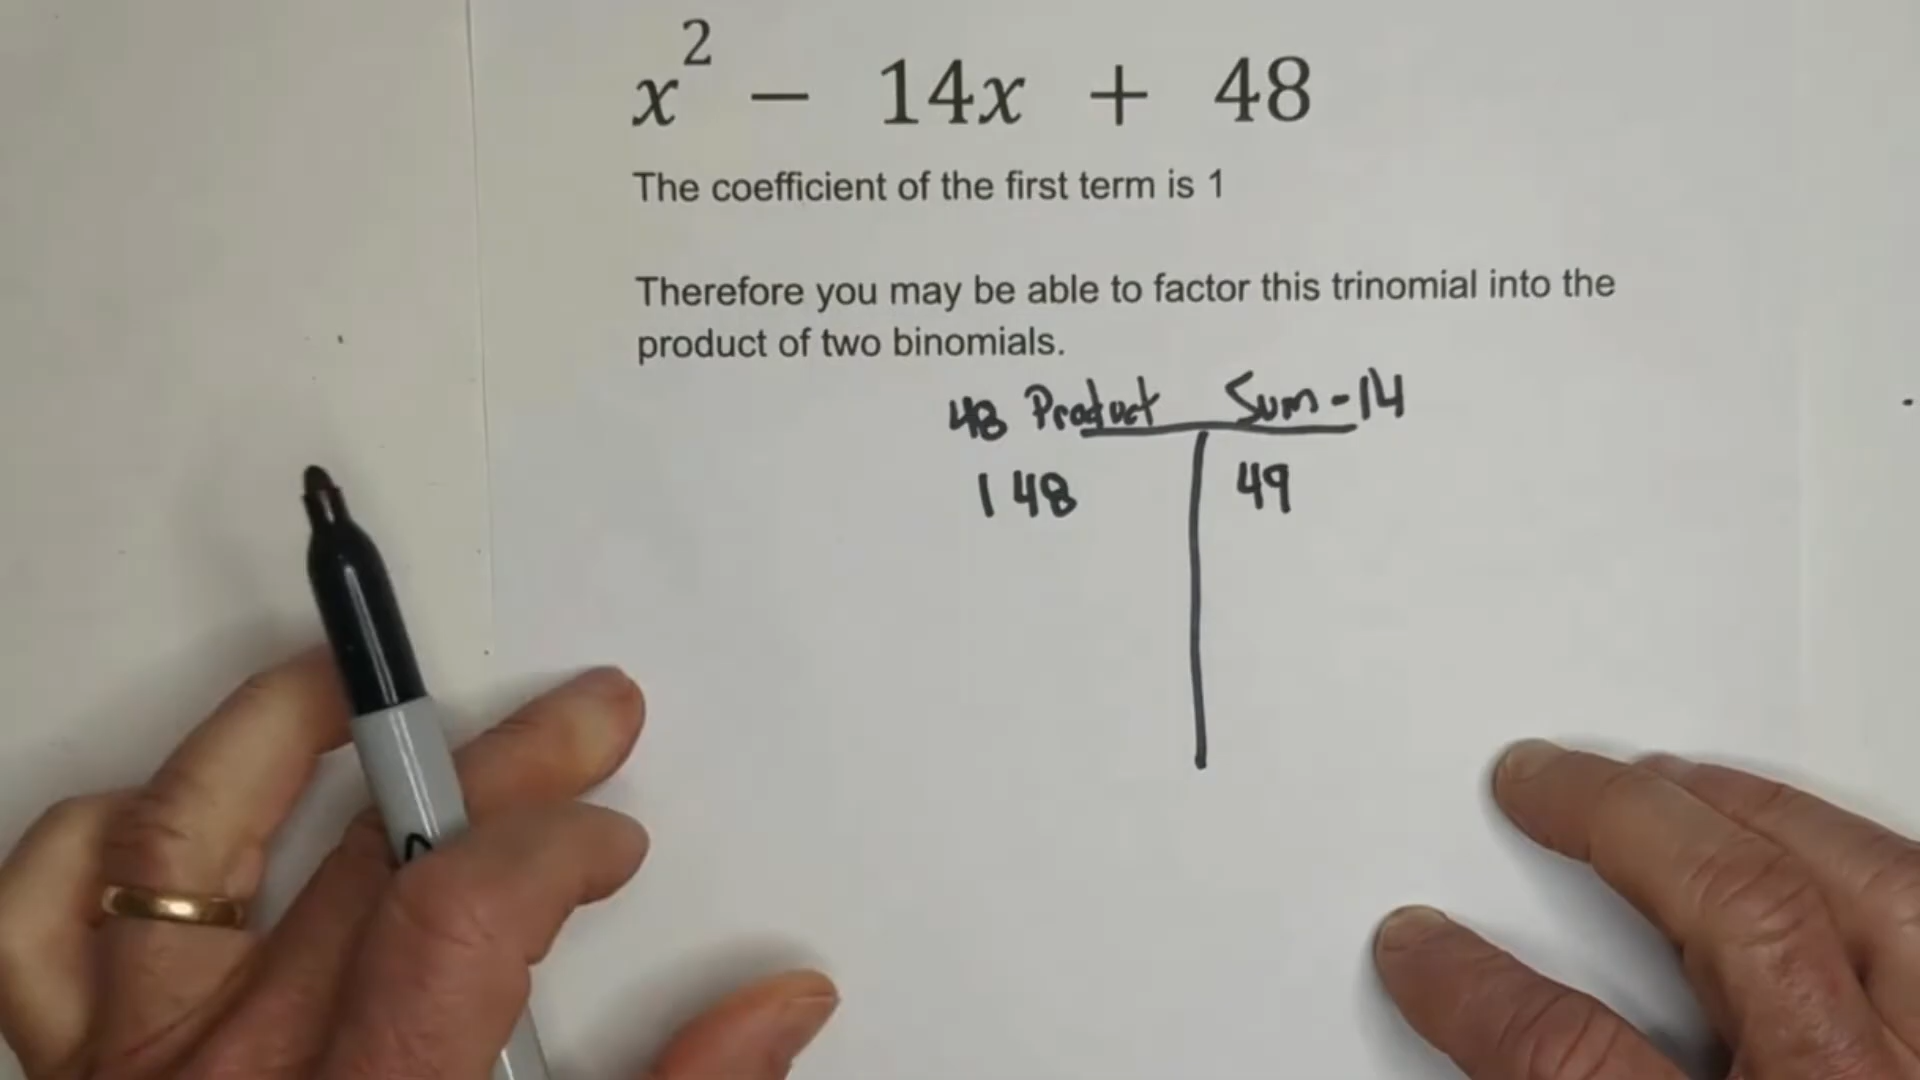 x² − 14x + 48
The coefficient of the first term is 1
Therefore you may be able to factor this trinomial into the
product of two binomials.
48 Product Sum -14
1 48 49